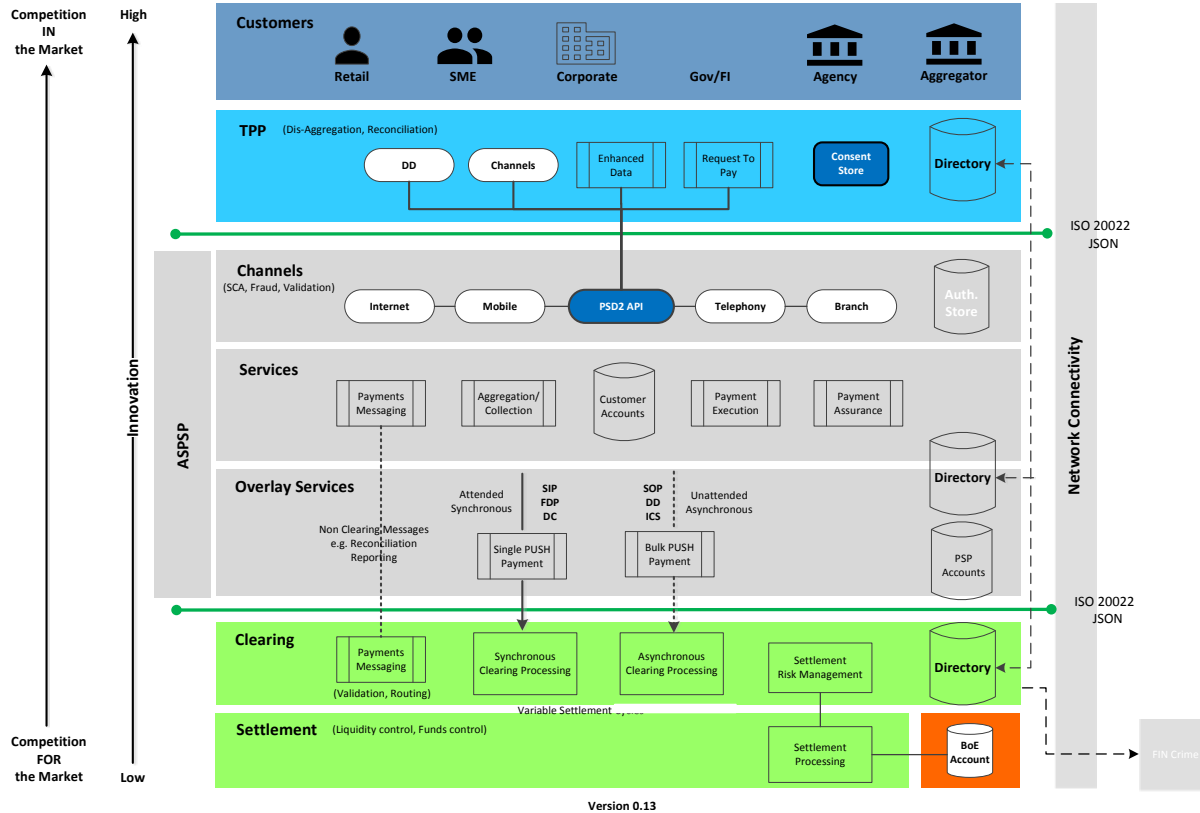 Competition
IN
the Market
High
Customers
Retail
SME
Corporate
Gov/FI
Agency
Aggregator
TPP
(Dis-Aggregation, Reconciliation)
DD
Channels
Enhanced
Data
Request To
Pay
Consent
Store
Directory
ISO 20022
JSON
Channels
(SCA, Fraud, Validation)
Internet
Mobile
PSD2 API
Telephony
Branch
Auth.
Store
Innovation
ASPSP
Network Connectivity
Services
Payments
Messaging
Aggregation/
Collection
Customer
Accounts
Payment
Execution
Payment
Assurance
Directory
Overlay Services
Attended
Synchronous
SIP
FDP
DC
SOP
DD
ICS
Unattended
Asynchronous
Non Clearing Messages
e.g. Reconciliation
Reporting
Single PUSH
Payment
Bulk PUSH
Payment
PSP
Accounts
ISO 20022
JSON
Clearing
Payments
Messaging
(Validation, Routing)
Synchronous
Clearing Processing
Asynchronous
Clearing Processing
Settlement
Risk Management
Directory
Variable Settlement
Settlement
(Liquidity control, Funds control)
Settlement
Processing
BoE
Account
FIN Crime
Competition
FOR
the Market
Low
Version 0.13